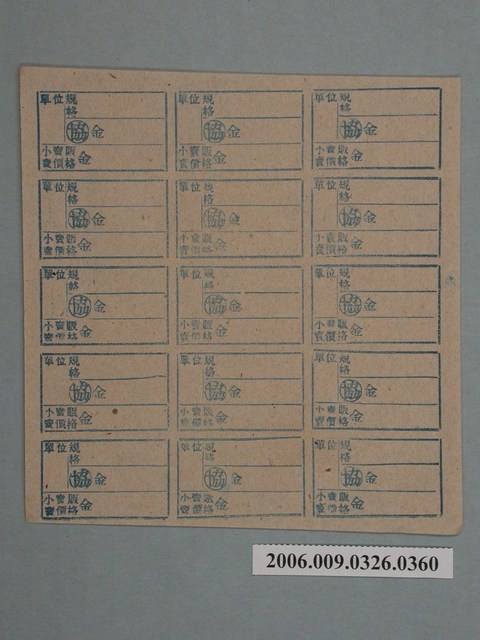 單位規 單位規 單位規
格 格 格
協金 協金 協金
小賣販 小賣販 小賣販
賣價格金 賣價格金 賣價格金
單位規 單位規 單位規
格 格 格
協金 協金 協金
小賣販 小賣販 小賣販
賣價格金 賣價格金 賣價格金
單位規 單位規 單位規
格 格 格
協金 協金 協金
小賣販 小賣販 小賣販
賣價格金 賣價格金 賣價格金
單位規 單位規 單位規
格 格 格
協金 協金 協金
小賣販 小賣販 小賣販
賣價格金 賣價格金 賣價格金
單位規 單位規 單位規
格 格 格
協金 協金 協金
小賣販 小賣販 小賣販
賣價格金 賣價格金 賣價格金
2006.009.0326.0360